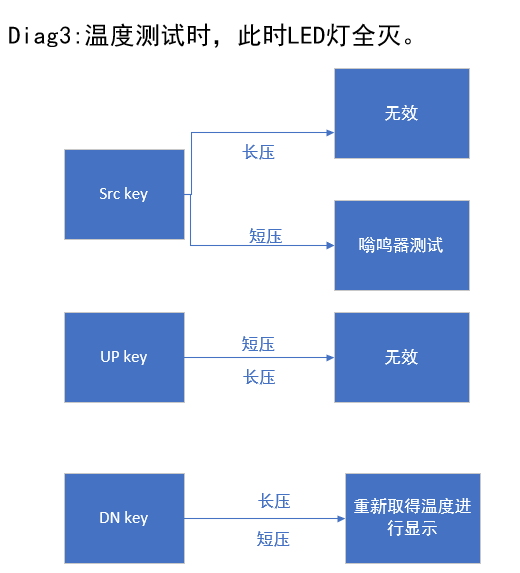 Diag3:温度测试时，此时LED灯全灭。
无效
长压
Src key
短压
嗡鸣器测试
短压
UP key
无效
长压
长压
DN key
重新取得温度进
行显示
短压